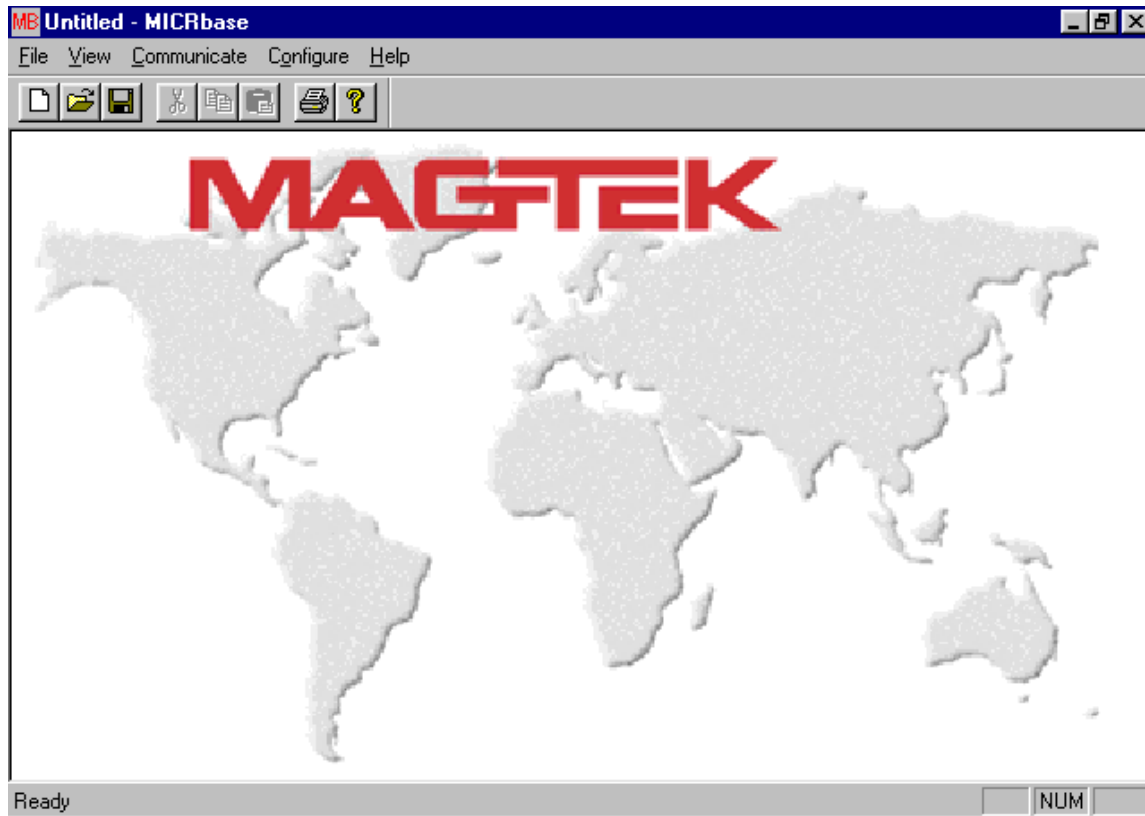 MB Untitled - MICRbase
File View Communicate Configure Help
?
MAGTEK
Ready NUM